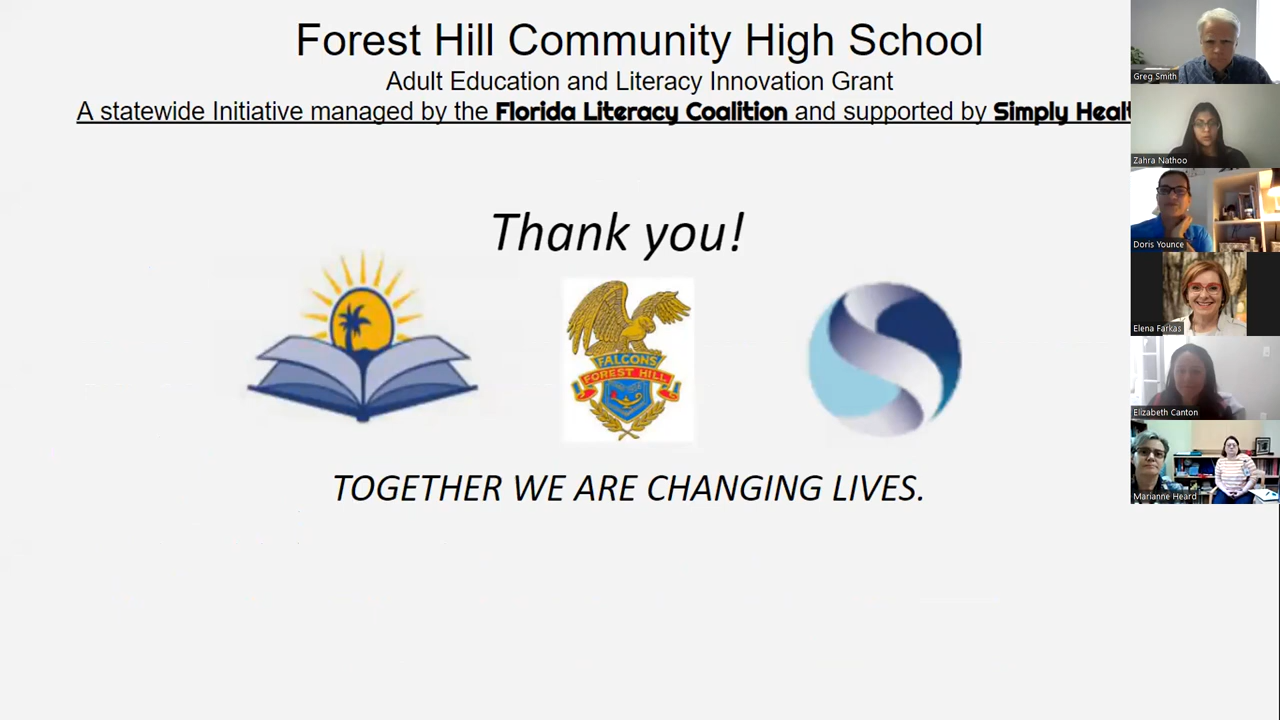 Forest Hill Community High School
Adult Education and Literacy Innovation Grant
A statewide Initiative managed by the Florida Literacy Coalition and supported by Simply
Thank you!
FALCONS
FOREST HILL
TOGETHER WE ARE CHANGING LIVES.
Greg Smith
Zahra Nathoo
Doris Younce
Elena Farkas
Elizabeth Canton
Marianne Heard